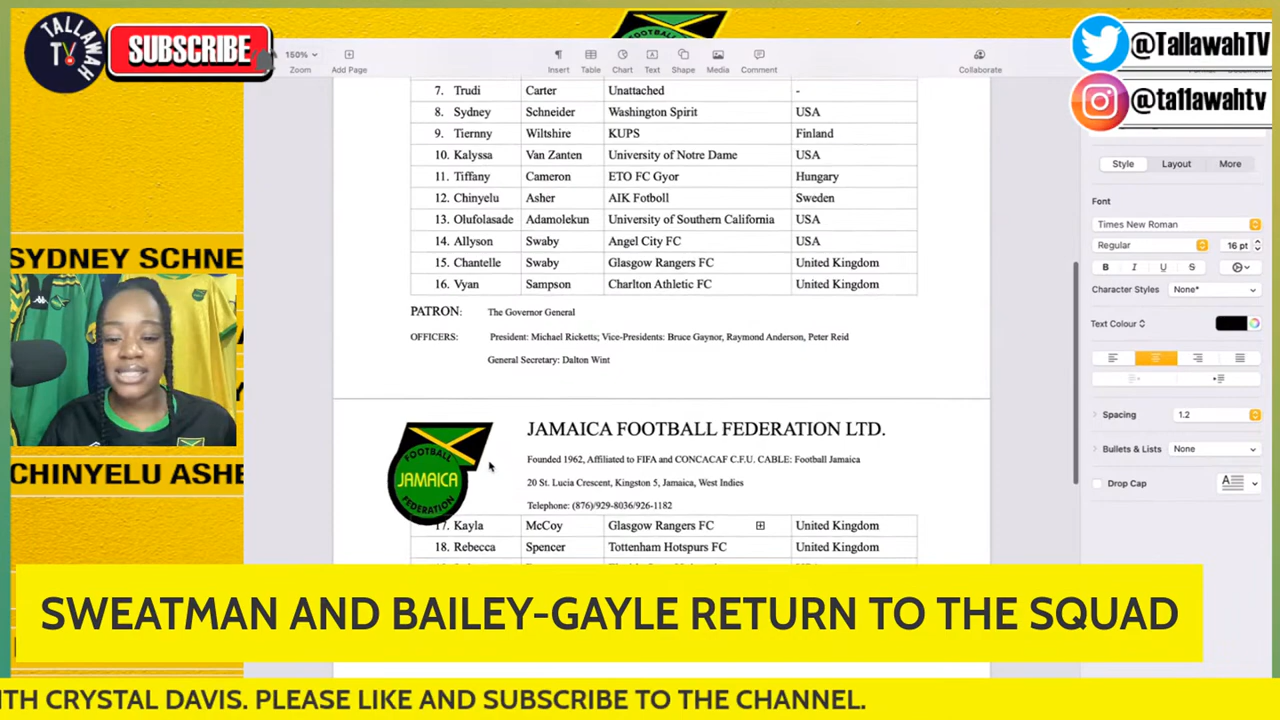 TALLAWAH
TV
SUBSCRIBE
@TallawahTV
@ta11awahtv
150%
Zoom
Add Page
Insert
Table
Chart
Text
Shape
Media
Comment
Collaborate
7. Trudi Carter Unattached -
8. Sydney Schneider Washington Spirit USA
9. Tiernny Wiltshire KUPS Finland
10. Kalyssa Van Zanten University of Notre Dame USA
11. Tiffany Cameron ETO FC Gyor Hungary
12. Chinyelu Asher AIK Fotboll Sweden
13. Olufolasade Adamolekun University of Southern California USA
14. Allyson Swaby Angel City FC USA
15. Chantelle Swaby Glasgow Rangers FC United Kingdom
16. Vyan Sampson Charlton Athletic FC United Kingdom
PATRON: The Governor General
OFFICERS: President: Michael Ricketts; Vice-Presidents: Bruce Gaynor, Raymond Anderson, Peter Reid
General Secretary: Dalton Wint
FOOTBALL
JAMAICA
FEDERATION
JAMAICA FOOTBALL FEDERATION LTD.
Founded 1962, Affiliated to FIFA and CONCACAF C.F.U. CABLE: Football Jamaica
20 St. Lucia Crescent, Kingston 5, Jamaica, West Indies
Telephone: (876)/929-8036/926-1182
17. Kayla McCoy Glasgow Rangers FC United Kingdom
18. Rebecca Spencer Tottenham Hotspurs FC United Kingdom
Style
Layout
More
Font
Times New Roman
Regular
16 pt
B I U S
Character Styles
None*
Text Colour
Spacing
1.2
Bullets & Lists
None
Drop Cap
SYDNEY SCHNE
CHINYELU ASHE
SWEATMAN AND BAILEY-GAYLE RETURN TO THE SQUAD
ITH CRYSTAL DAVIS. PLEASE LIKE AND SUBSCRIBE TO THE CHANNEL.